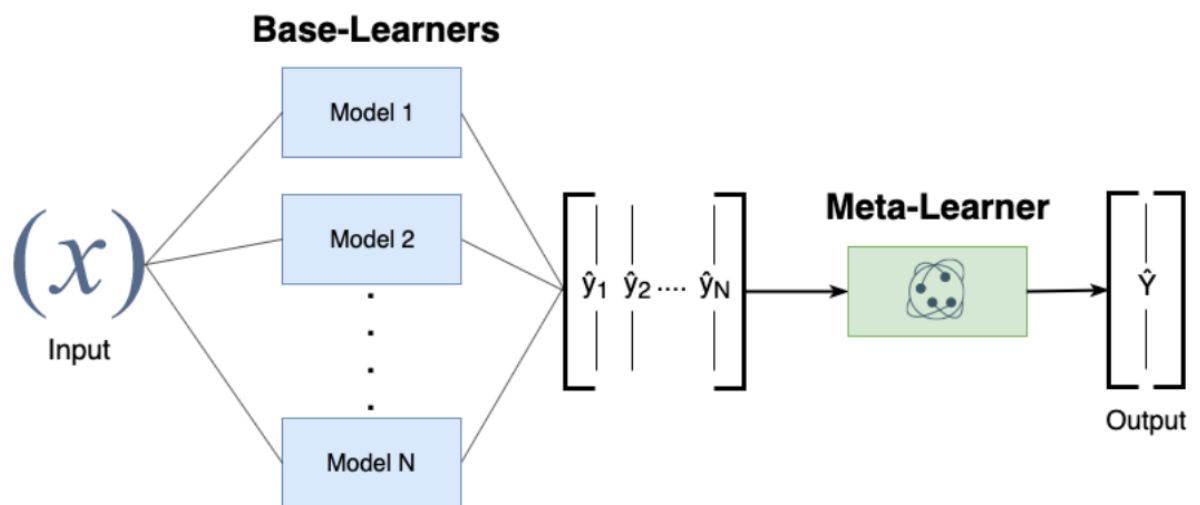 Base-Learners
Model 1
Model 2
Model N
(x)
Input
ŷ1 ŷ2 .... ŷN
Meta-Learner
Ŷ
Output